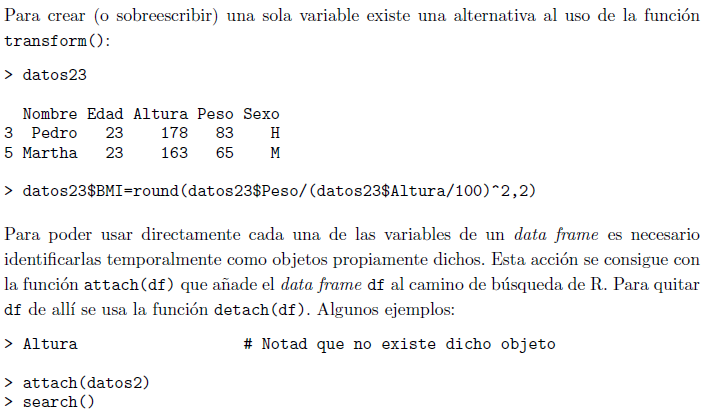 Para crear (o sobreescribir) una sola variable existe una alternativa al uso de la función
transform():
> datos23
Nombre Edad Altura Peso Sexo
3 Pedro 23 178 83 H
5 Martha 23 163 65 M
> datos23$BMI=round(datos23$Peso/(datos23$Altura/100)^2,2)
Para poder usar directamente cada una de las variables de un data frame es necesario
identificarlas temporalmente como objetos propiamente dichos. Esta acción se consigue con
la función attach(df) que añade el data frame df al camino de búsqueda de R. Para quitar
df de allí se usa la función detach(df). Algunos ejemplos:
> Altura # Notad que no existe dicho objeto
> attach(datos2)
> search()